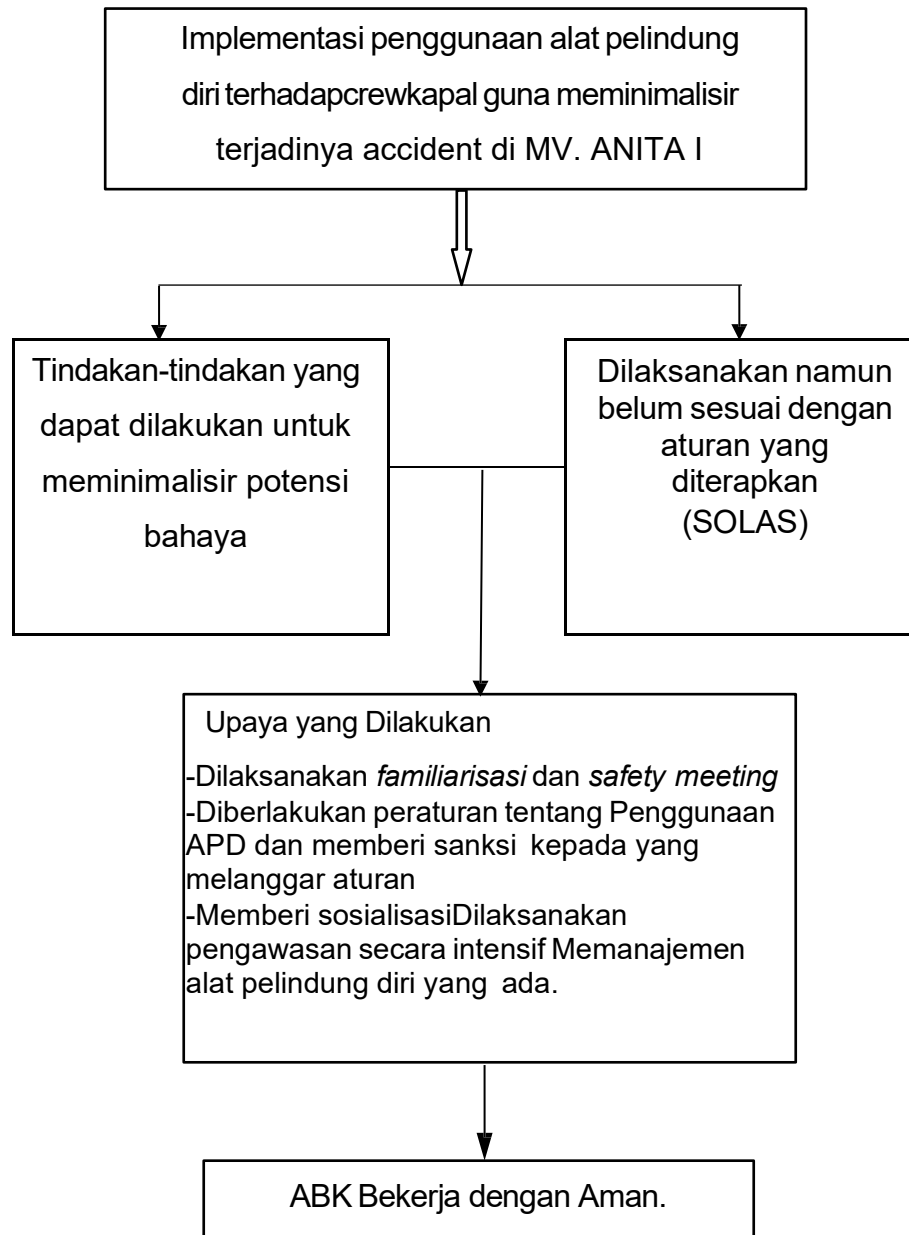 Implementasi penggunaan alat pelindung
diri terhadapcrewkapal guna meminimalisir
terjadinya accident di MV. ANITA I
Tindakan-tindakan yang
dapat dilakukan untuk
meminimalisir potensi
bahaya
Dilaksanakan namun
belum sesuai dengan
aturan yang
diterapkan
(SOLAS)
Upaya yang Dilakukan
-Dilaksanakan familiarisasi dan safety meeting
-Diberlakukan peraturan tentang Penggunaan
APD dan memberi sanksi kepada yang
melanggar aturan
-Memberi sosialisasiDilaksanakan
pengawasan secara intensif Memanajemen
alat pelindung diri yang ada.
ABK Bekerja dengan Aman.